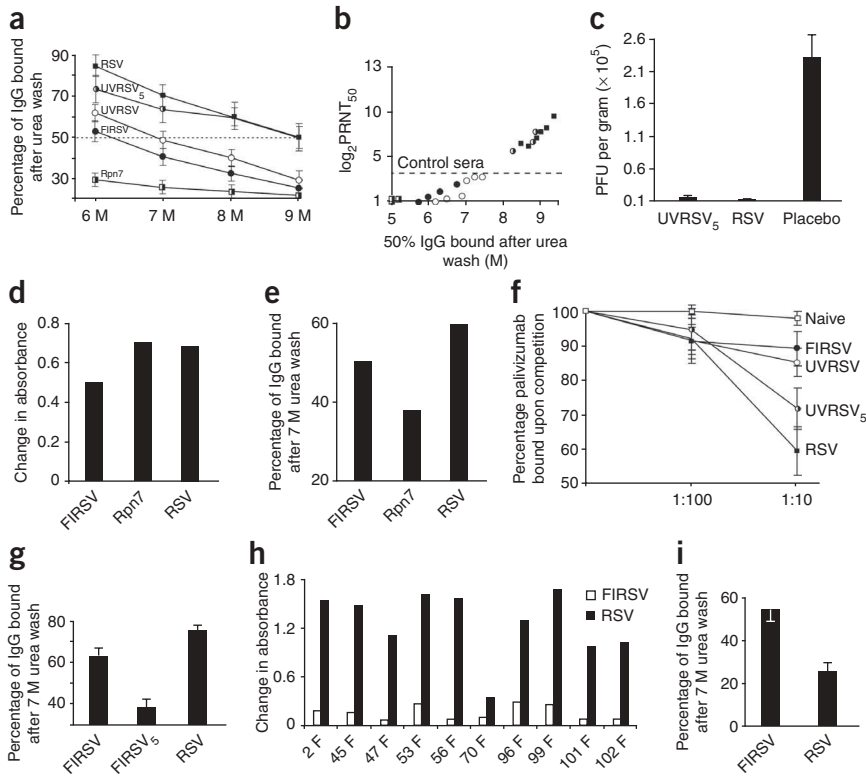 a
Percentage of IgG bound
after urea wash
90
70
50
30
RSV
UVRSV5
UVRSV
FIRSV
Rpn7
6 M 7 M 8 M 9 M
b
log2PRNT50
13
8
3
1
Control sera
5 6 7 8 9
50% IgG bound after urea
wash (M)
c
PFU per gram (× 10^5)
2.6
2.1
1.6
1.1
0.6
0.1
UVRSV5 RSV Placebo
d
Change in absorbance
0.8
0.6
0.4
0.2
0
FIRSV Rpn7 RSV
e
Percentage of IgG bound
after 7 M urea wash
60
40
20
FIRSV Rpn7 RSV
f
Percentage palivizumab
bound upon competition
100
90
80
70
60
50
Naive
FIRSV
UVRSV
UVRSV5
RSV
1:100 1:10
g
Percentage of IgG bound
after 7 M urea wash
80
60
40
FIRSV FIRSV5 RSV
h
Change in absorbance
1.8
1.2
0.6
0
FIRSV
RSV
2 F 45 F 47 F 53 F 56 F 70 F 96 F 99 F 101 F 102 F
i
Percentage of IgG bound
after 7 M urea wash
60
40
20
0
FIRSV RSV